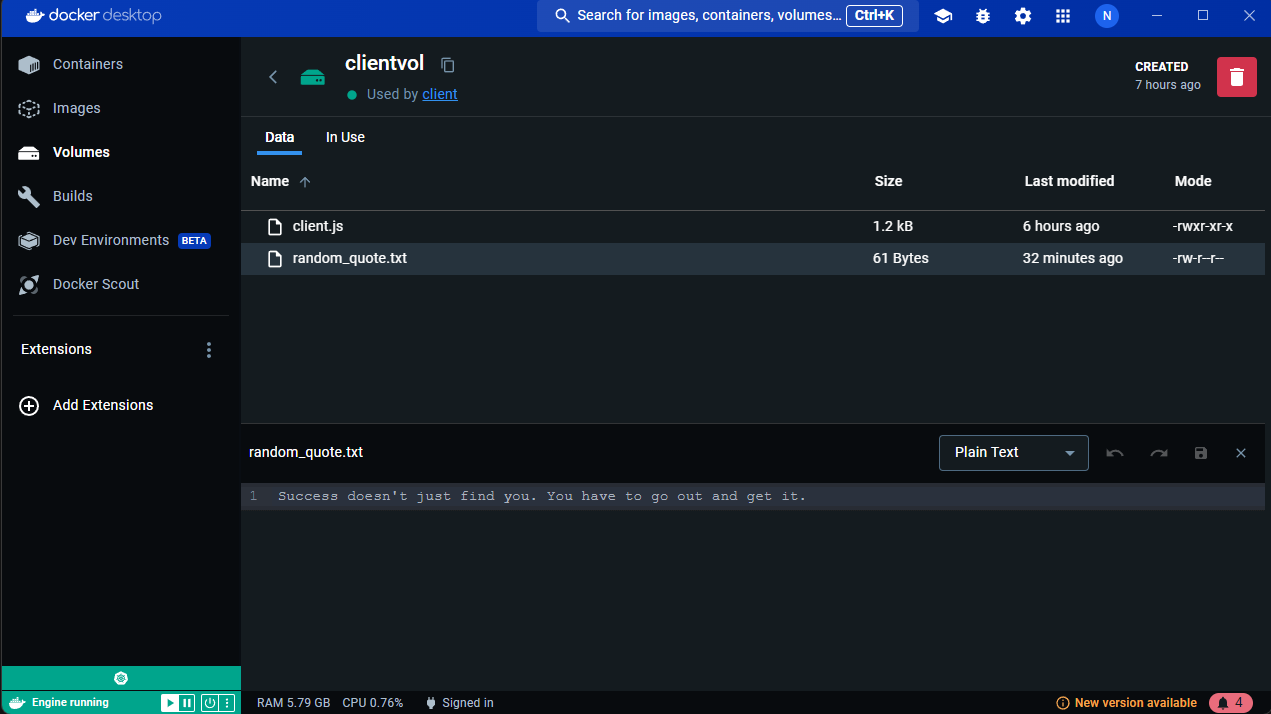 docker desktop
Search for images, containers, volumes... Ctrl+K
N
Containers
Images
Volumes
Builds
Dev Environments BETA
Docker Scout
Extensions
Add Extensions
clientvol
Used by client
CREATED
7 hours ago
Data In Use
Name Size Last modified Mode
client.js 1.2 kB 6 hours ago -rwxr-xr-x
random_quote.txt 61 Bytes 32 minutes ago -rw-r--r--
random_quote.txt Plain Text
1 Success doesn't just find you. You have to go out and get it.
Engine running RAM 5.79 GB CPU 0.76% Signed in New version available 4